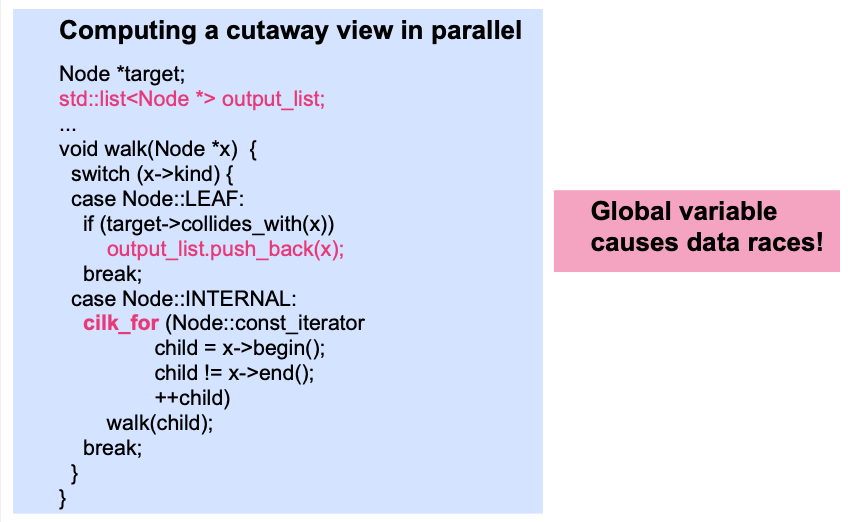 Computing a cutaway view in parallel
Node *target;
std::list<Node *> output_list;
...
void walk(Node *x)  {
switch (x->kind) {
case Node::LEAF:
if (target->collides_with(x))
output_list.push_back(x);
break;
case Node::INTERNAL:
cilk_for (Node::const_iterator
child = x->begin();
child != x->end();
++child)
walk(child);
break;
}
}
Global variable
causes data races!